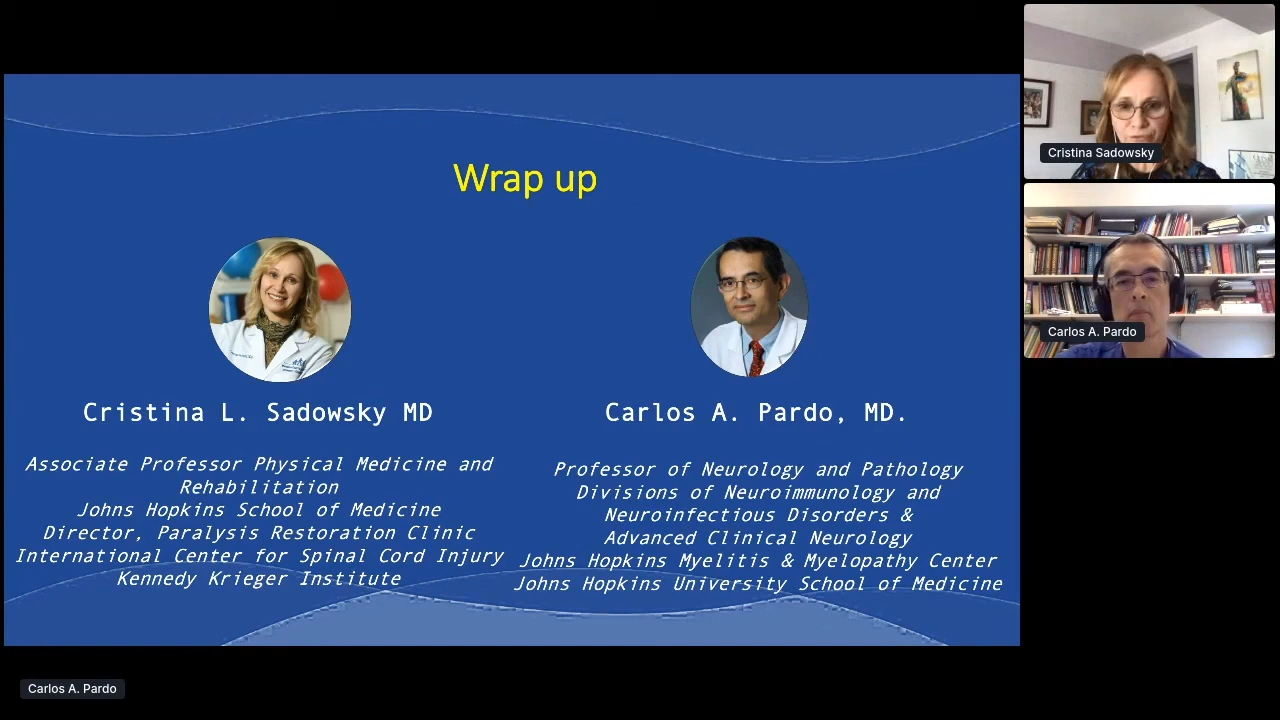 Wrap up
Cristina L. Sadowsky MD
Associate Professor Physical Medicine and
Rehabilitation
Johns Hopkins School of Medicine
Director, Paralysis Restoration Clinic
International Center for Spinal Cord Injury
Kennedy Krieger Institute
Carlos A. Pardo, MD.
Professor of Neurology and Pathology
Divisions of Neuroimmunology and
Neuroinfectious Disorders &
Advanced Clinical Neurology
Johns Hopkins Myelitis & Myelopathy Center
Johns Hopkins University School of Medicine
Cristina Sadowsky
Carlos A. Pardo
Carlos A. Pardo